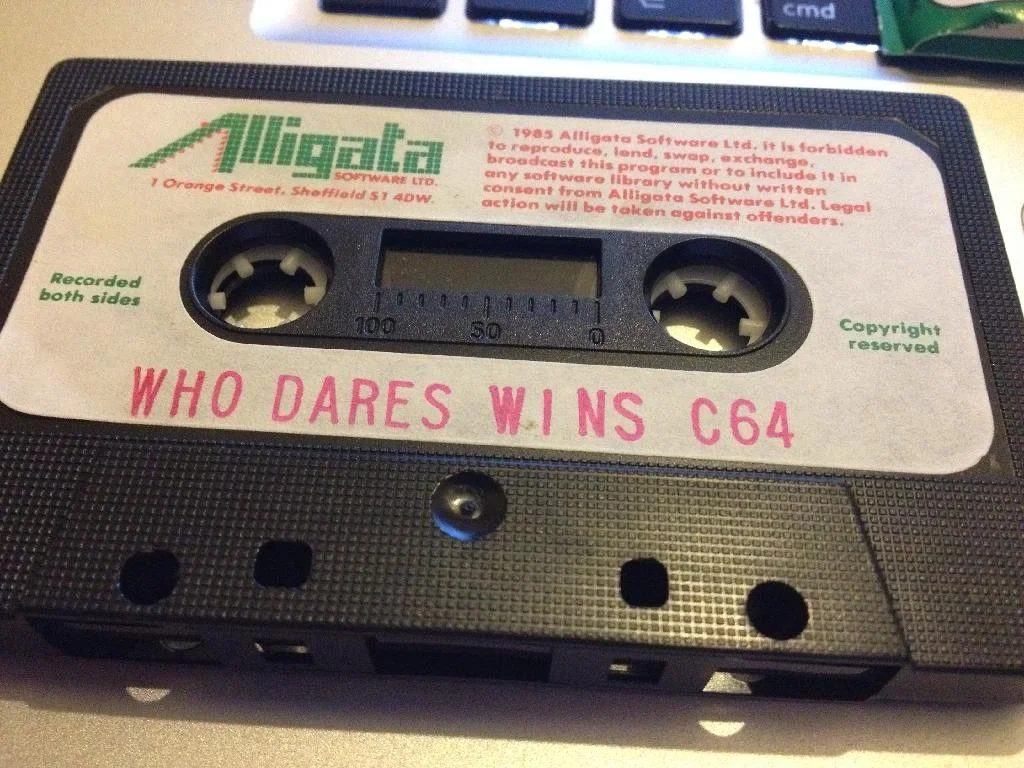 cmd
Alligata
SOFTWARE LTD.
1 Orange Street, Sheffield S1 4DW.
© 1985 Alligata Software Ltd. it is forbidden
to reproduce, lend, swap, exchange,
broadcast this program or to include it in
any software library without written
consent from Alligata Software Ltd. Legal
action will be taken against offenders.
Recorded
both sides
100 50 0
Copyright
reserved
WHO DARES WINS C64